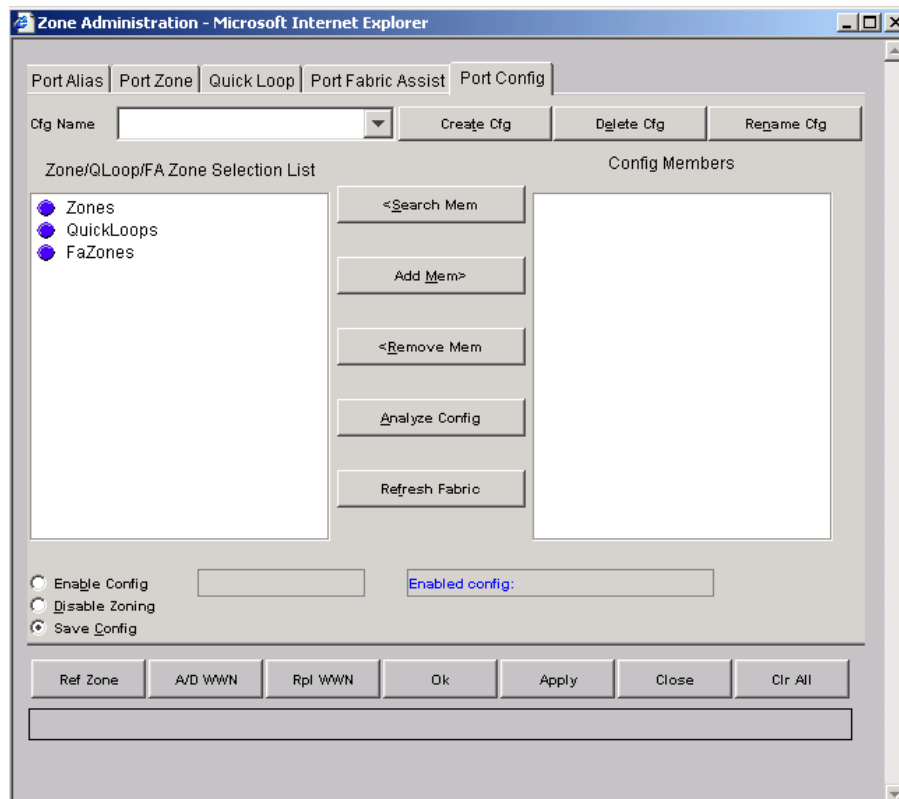 Zone Administration - Microsoft Internet Explorer
Port Alias Port Zone Quick Loop Port Fabric Assist Port Config
Cfg Name Create Cfg Delete Cfg Rename Cfg
Zone/QLoop/FA Zone Selection List Config Members
Zones
QuickLoops
FaZones
<Search Mem
Add Mem>
<Remove Mem
Analyze Config
Refresh Fabric
Enable Config Enabled config:
Disable Zoning
Save Config
Ref Zone A/D WWN Rpl WWN Ok Apply Close Clr All